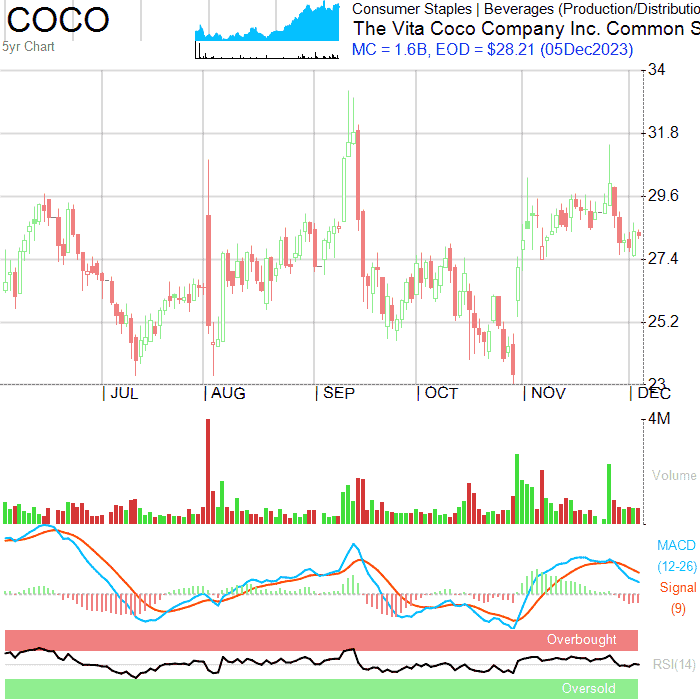 COCO
5yr Chart
Consumer Staples | Beverages (Production/Distributio
The Vita Coco Company Inc. Common S
MC = 1.6B, EOD = $28.21 (05Dec2023)
34
31.8
29.6
27.4
25.2
23
| JUL | AUG | SEP | OCT | NOV | DEC
4M
Volume
MACD
(12-26)
Signal
(9)
Overbought
RSI(14)
Oversold